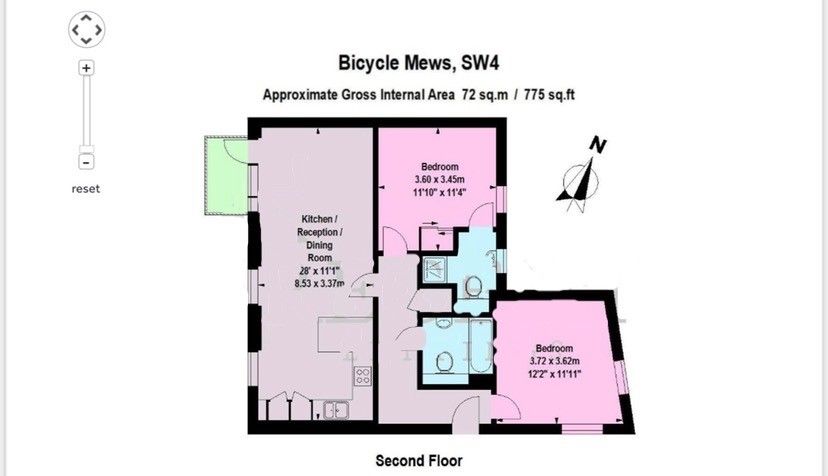 +
-
reset
Bicycle Mews, SW4
Approximate Gross Internal Area 72 sq.m / 775 sq.ft
N
Bedroom
3.60 x 3.45m
11'10" x 11'4"
Kitchen /
Reception /
Dining
Room
28' x 11'1"
8.53 x 3.37m
Bedroom
3.72 x 3.62m
12'2" x 11'11"
Second Floor